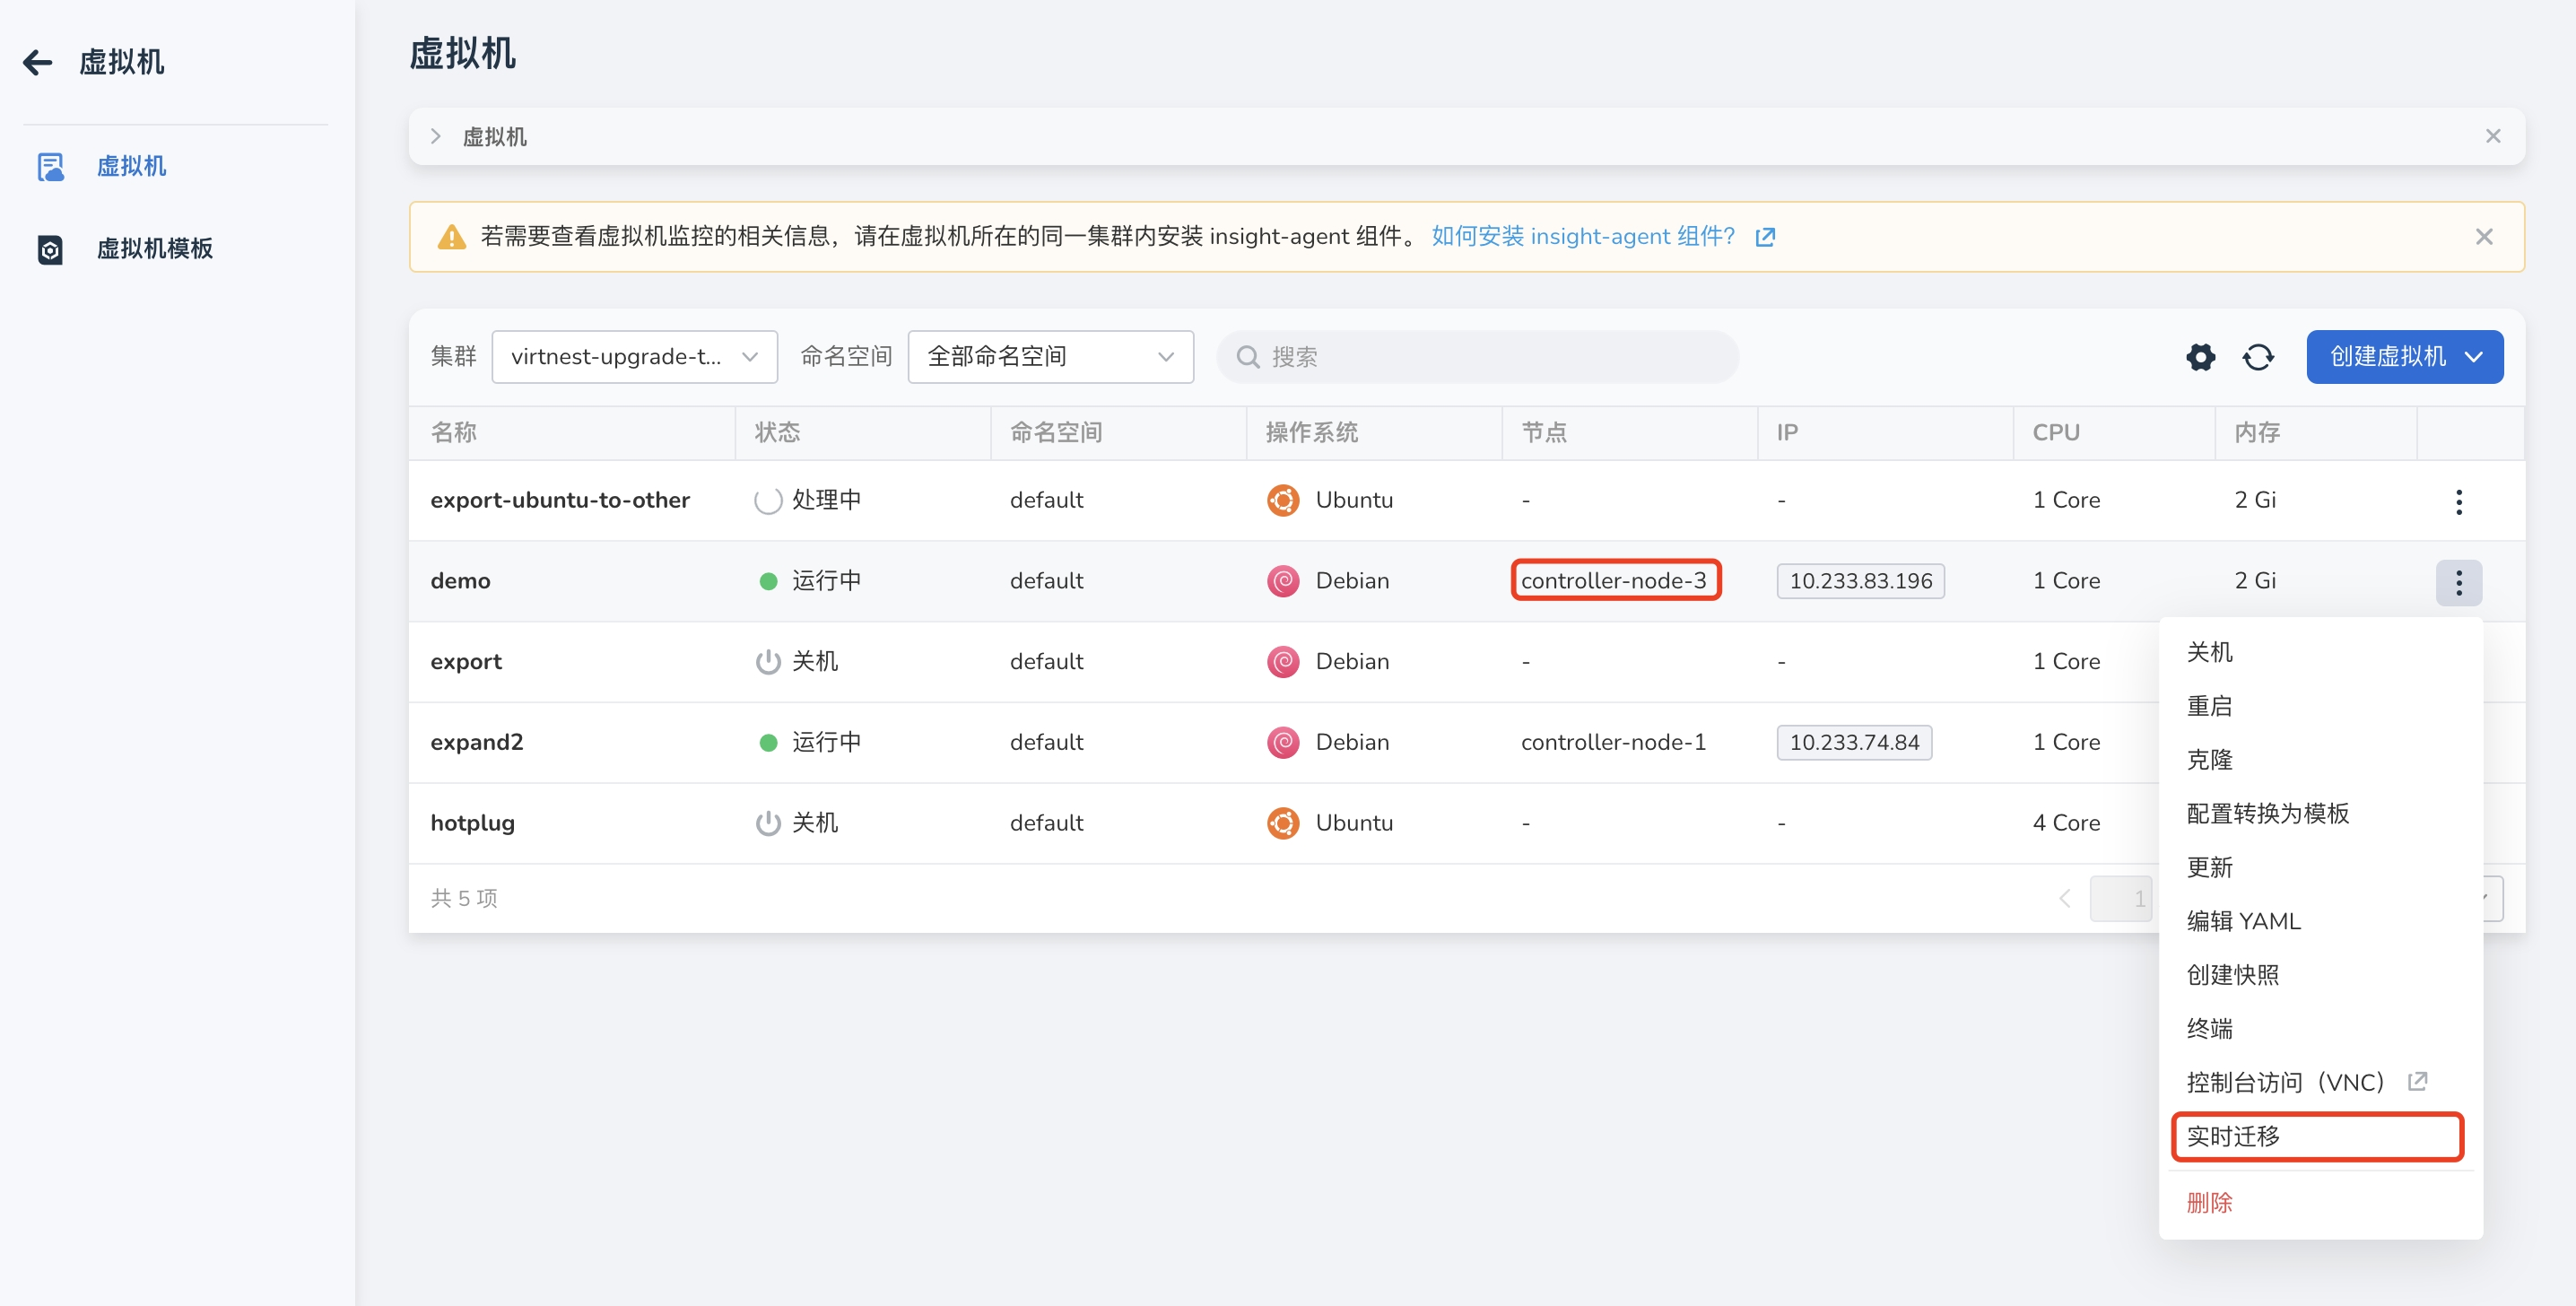 虚拟机
虚拟机
虚拟机模板
虚拟机
虚拟机
若需要查看虚拟机监控的相关信息，请在虚拟机所在的同一集群内安装 insight-agent 组件。 如何安装 insight-agent 组件？
集群 virtnest-upgrade-t... 命名空间 全部命名空间 搜索 创建虚拟机
名称 状态 命名空间 操作系统 节点 IP CPU 内存
export-ubuntu-to-other 处理中 default Ubuntu - - 1 Core 2 Gi
demo 运行中 default Debian controller-node-3 10.233.83.196 1 Core 2 Gi
export 关机 default Debian - - 1 Core
expand2 运行中 default Debian controller-node-1 10.233.74.84 1 Core
hotplug 关机 default Ubuntu - - 4 Core
共 5 项 1
关机
重启
克隆
配置转换为模板
更新
编辑 YAML
创建快照
终端
控制台访问（VNC）
实时迁移
删除